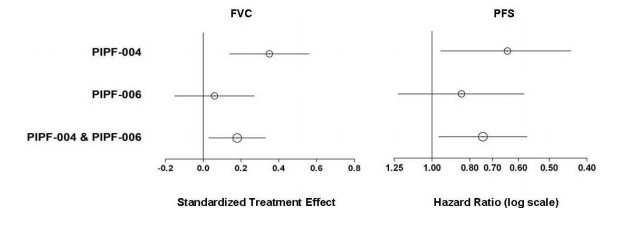 FVC PFS
PIPF-004
PIPF-006
PIPF-004 & PIPF-006
-0.2 0.0 0.2 0.4 0.6 0.8 1.25 1.00 0.80 0.70 0.60 0.50 0.40
Standardized Treatment Effect Hazard Ratio (log scale)